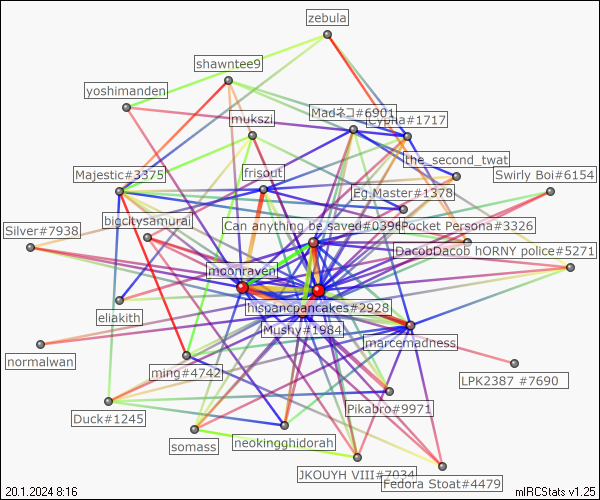 zebula
shawntee9
yoshimanden
Madネコ#6901
Cypha#1717
mukszi
the_second_twat
Majestic#3375
frisout
Eg.Master#1378
Swirly Boi#6154
bigcitysamurai
Can anything be saved#0396
Pocket Persona#3326
Silver#7938
DacobDacob hORNY police#5271
moonraven
hispancpancakes#2928
eliakith
Mushy#1984
marcemadness
normalwan
ming#4742
LPK2387 #7690
Pikabro#9971
Duck#1245
somass
neokingghidorah
JKOUYH VIII#7034
Fedora Stoat#4479
20.1.2024 8:16
mIRCStats v1.25